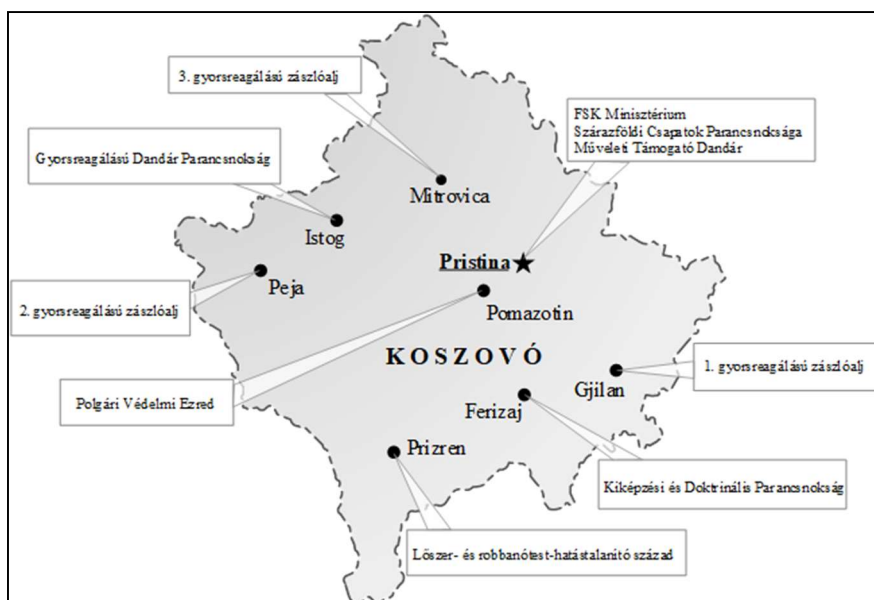 3. gyorsreagálású zászlóalj
FSK Minisztérium
Szárazföldi Csapatok Parancsnoksága
Műveleti Támogató Dandár
Gyorsreagálású Dandár Parancsnokság
Mitrovica
Istog
Pristina
Peja
2. gyorsreagálású zászlóalj
Pomazotin
KOSZOVÓ
1. gyorsreagálású zászlóalj
Gjilan
Polgári Védelmi Ezred
Ferizaj
Prizren
Kiképzési és Doktrinális Parancsnokság
Lőszer- és robbanótest-hatástalanító század